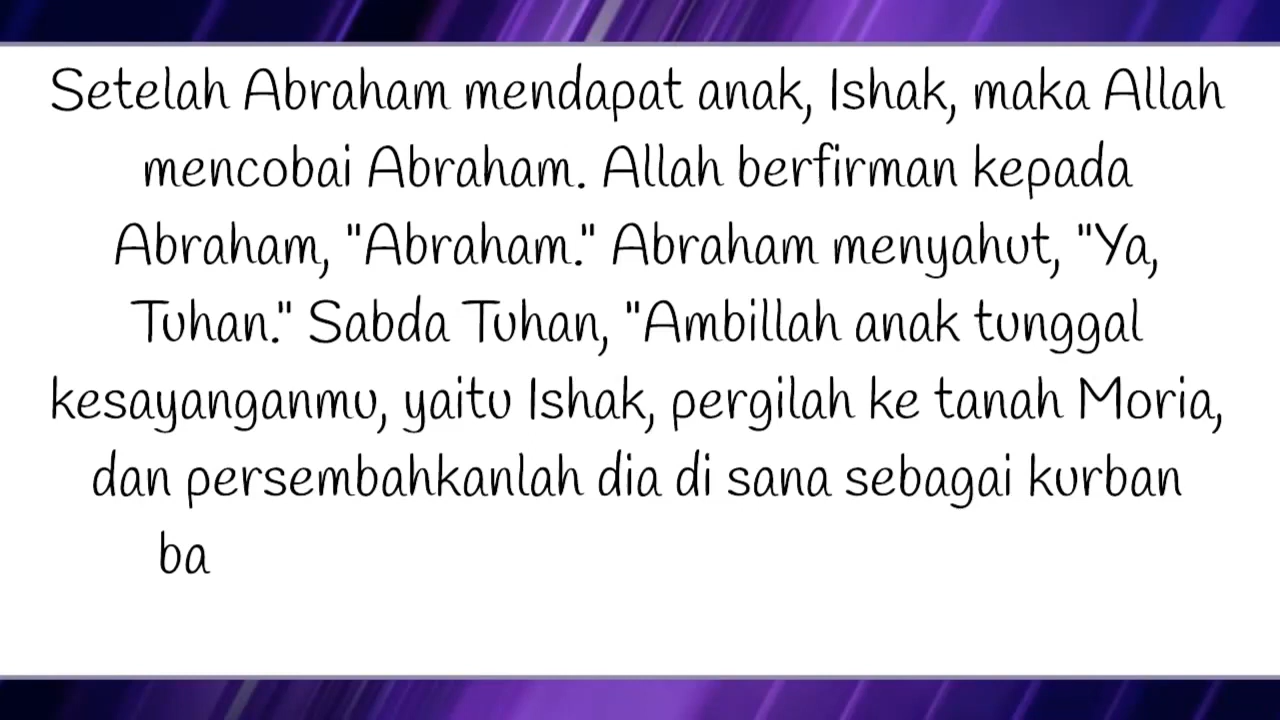 Setelah Abraham mendapat anak, Ishak, maka Allah
mencobai Abraham. Allah berfirman kepada
Abraham, "Abraham." Abraham menyahut, "Ya,
Tuhan." Sabda Tuhan, "Ambillah anak tunggal
kesayanganmu, yaitu Ishak, pergilah ke tanah Moria,
dan persembahkanlah dia di sana sebagai kurban
ba